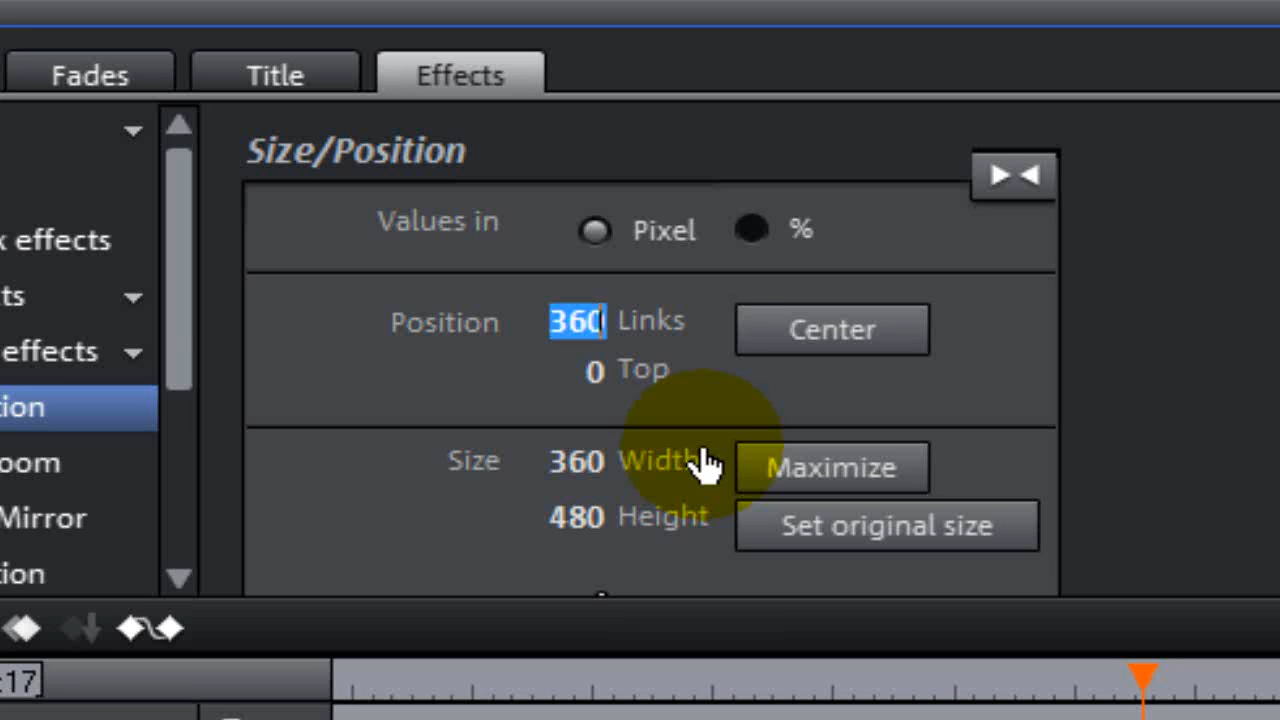 Fades Title Effects
Size/Position
Values in Pixel %
effects
Position 360 Links Center
ts
0 Top
effects
tion
Size 360 Width Maximize
oom
480 Height Set original size
Mirror
tion
:17